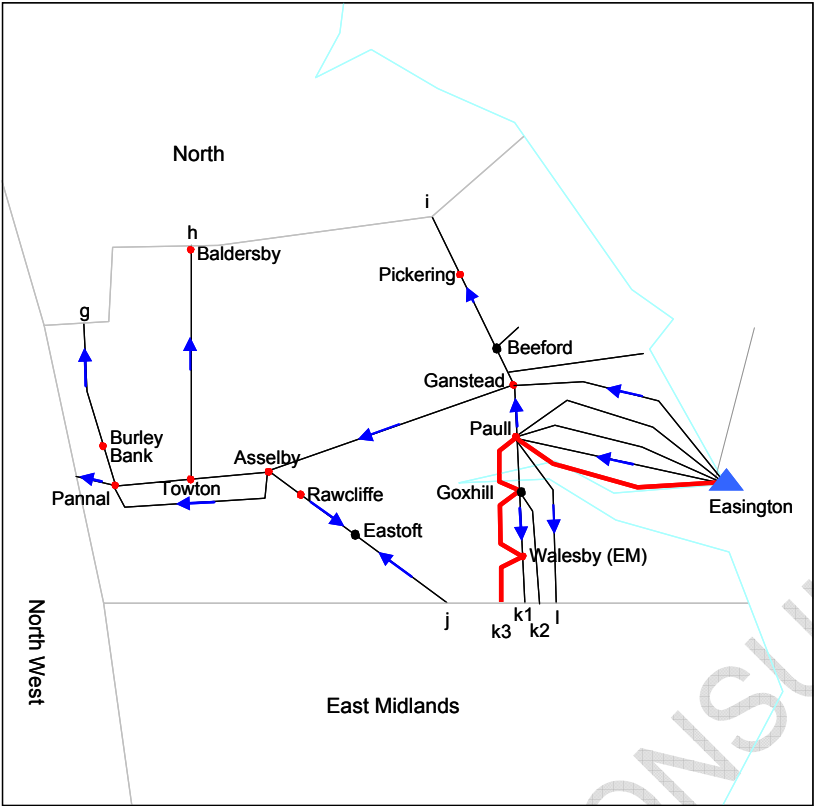 North
i
h
Baldersby
Pickering
g
Beeford
Ganstead
Burley
Bank
Paull
Asselby
Pannal
Towton
Rawcliffe
Goxhill
Easington
Eastoft
Walesby (EM)
j
k3
k1
k2
l
North West
East Midlands